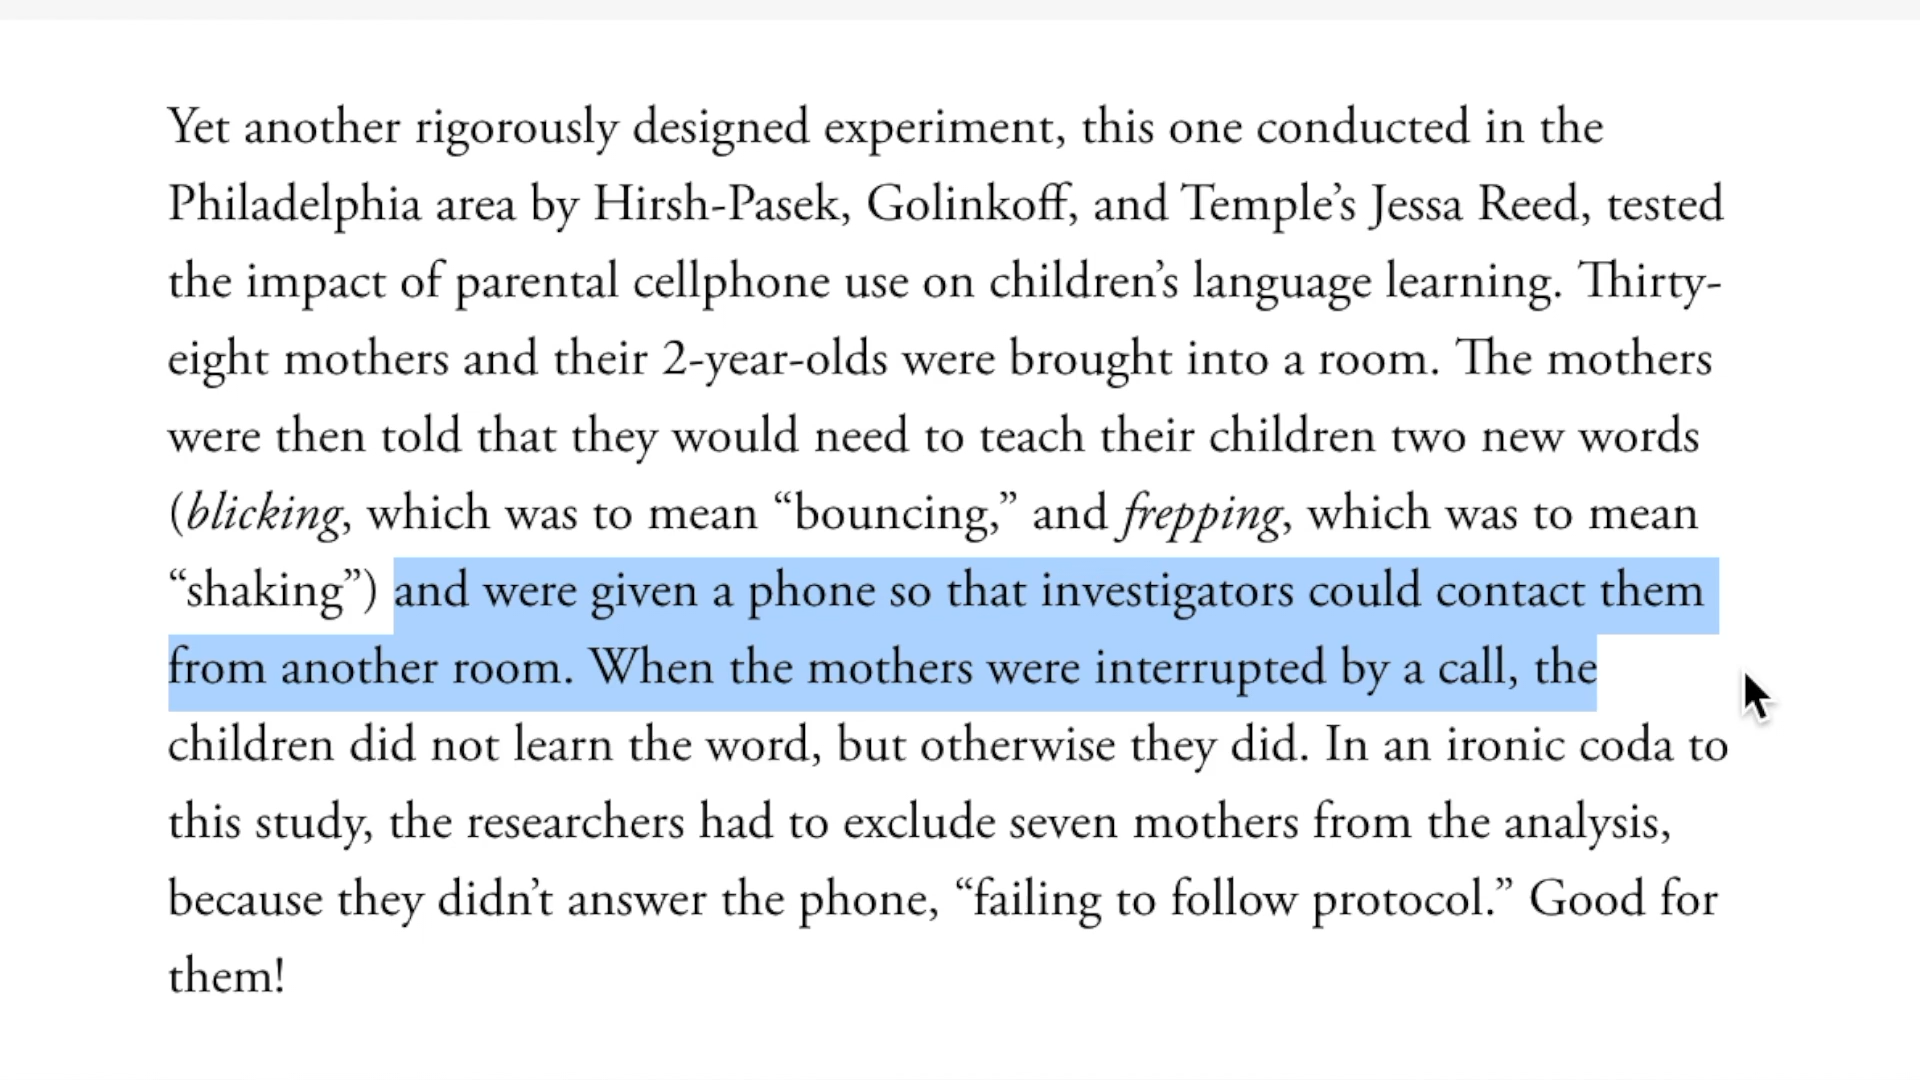 Yet another rigorously designed experiment, this one conducted in the
Philadelphia area by Hirsh-Pasek, Golinkoff, and Temple’s Jessa Reed, tested
the impact of parental cellphone use on children’s language learning. Thirty-
eight mothers and their 2-year-olds were brought into a room. The mothers
were then told that they would need to teach their children two new words
(blicking, which was to mean “bouncing,” and frepping, which was to mean
“shaking”) and were given a phone so that investigators could contact them
from another room. When the mothers were interrupted by a call, the
children did not learn the word, but otherwise they did. In an ironic coda to
this study, the researchers had to exclude seven mothers from the analysis,
because they didn’t answer the phone, “failing to follow protocol.” Good for
them!